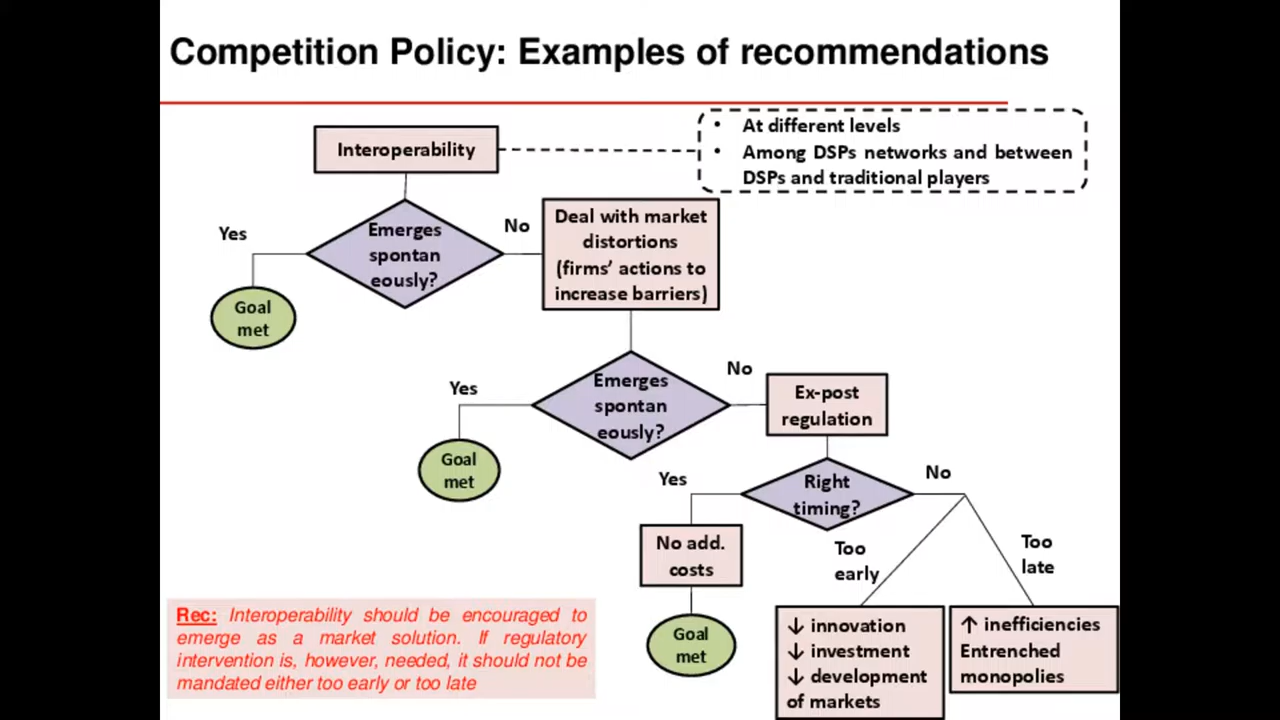 Competition Policy: Examples of recommendations
Interoperability
• At different levels
• Among DSPs networks and between
DSPs and traditional players
Yes
Emerges
spontan
eously?
No
Deal with market
distortions
(firms' actions to
increase barriers)
Goal
met
Yes
Emerges
spontan
eously?
No
Ex-post
regulation
Goal
met
Yes
Right
timing?
No
No add.
costs
Too
early
Too
late
Goal
met
↓ innovation
↓ investment
↓ development
of markets
↑ inefficiencies
Entrenched
monopolies
Rec: Interoperability should be encouraged to
emerge as a market solution. If regulatory
intervention is, however, needed, it should not be
mandated either too early or too late